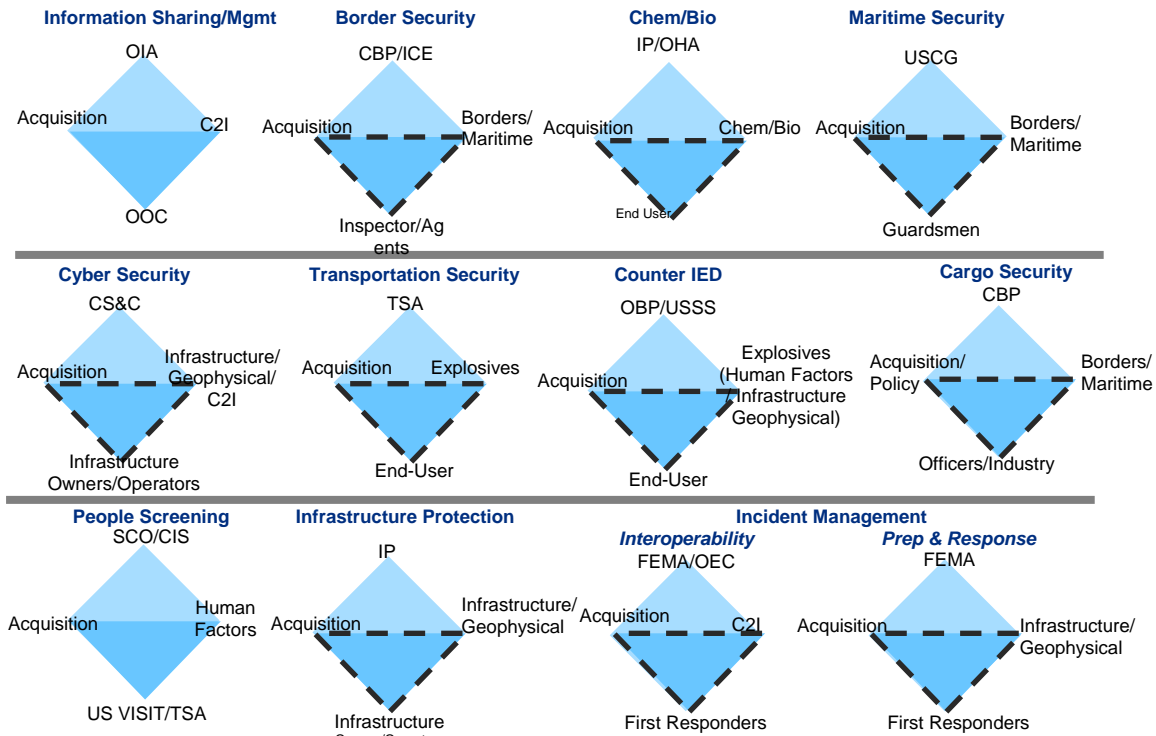 Information Sharing/Mgmt
OIA
Acquisition
C2I
OOC
Border Security
CBP/ICE
Acquisition
Borders/
Maritime
Inspector/Ag
ents
Chem/Bio
IP/OHA
Acquisition
Chem/Bio
End User
Maritime Security
USCG
Acquisition
Borders/
Maritime
Guardsmen
Cyber Security
CS&C
Acquisition
Infrastructure/
Geophysical/
C2I
Infrastructure
Owners/Operators
Transportation Security
TSA
Acquisition
Explosives
End-User
Counter IED
OBP/USSS
Acquisition
Explosives
(Human Factors
/ Infrastructure
Geophysical)
End-User
Cargo Security
CBP
Acquisition/
Policy
Borders/
Maritime
Officers/Industry
People Screening
SCO/CIS
Acquisition
Human
Factors
US VISIT/TSA
Infrastructure Protection
IP
Acquisition
Infrastructure/
Geophysical
Infrastructure
Incident Management
Interoperability
FEMA/OEC
Acquisition
C2I
First Responders
Prep & Response
FEMA
Acquisition
Infrastructure/
Geophysical
First Responders